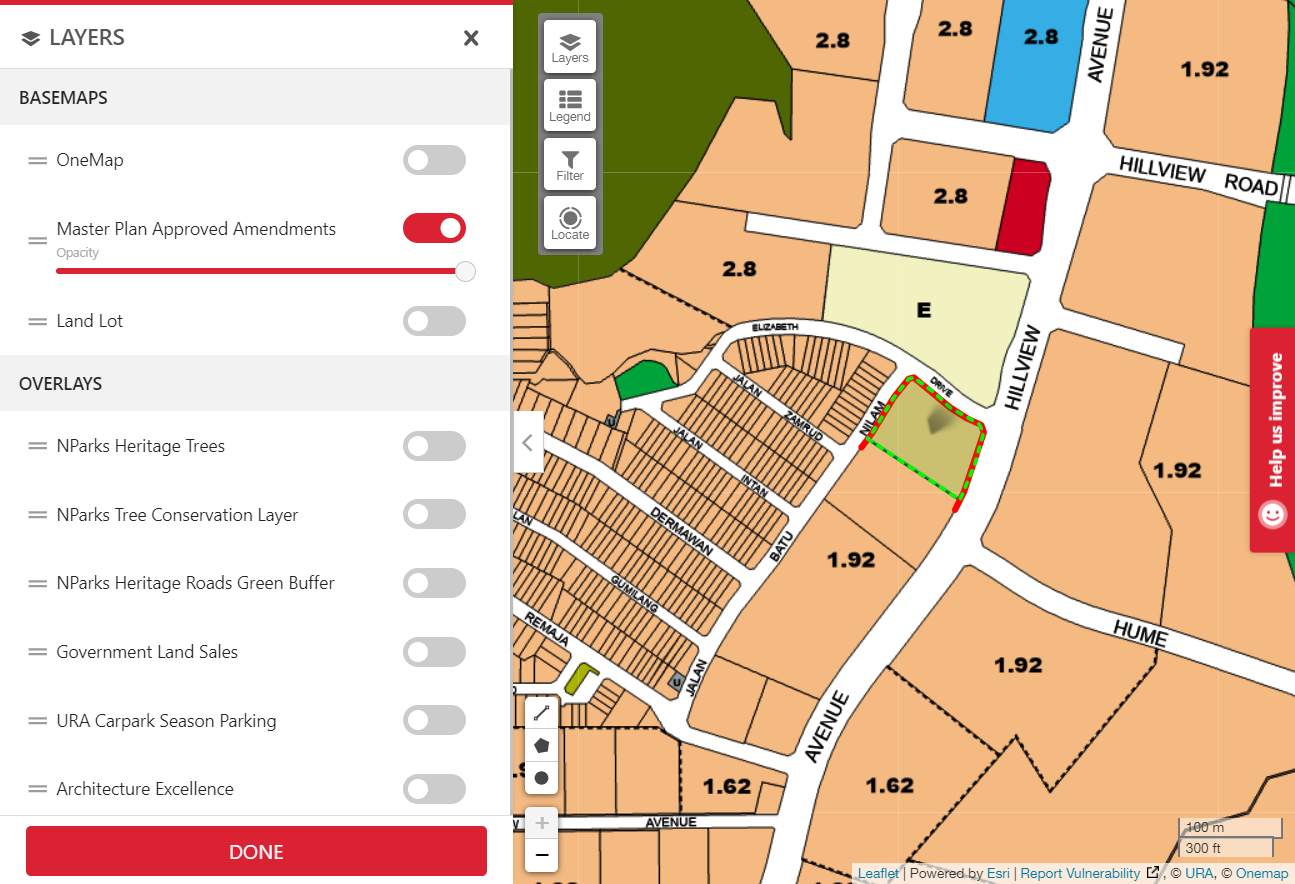 LAYERS
BASEMAPS
OneMap
Master Plan Approved Amendments
Opacity
Land Lot
OVERLAYS
NParks Heritage Trees
NParks Tree Conservation Layer
NParks Heritage Roads Green Buffer
Government Land Sales
URA Carpark Season Parking
Architecture Excellence
DONE
Layers
Legend
Filter
Locate
2.8
2.8
2.8
AVENUE
1.92
HILLVIEW ROAD
2.8
2.8
E
ELIZABETH
DRIVE
HILLVIEW
NILAM
JALAN
ZAMRUD
JALAN
INTAN
U
DERMAWAN
BATU
1.92
1.92
GUMILANG
REMAJA
JALAN
U
HUME
1.92
AVENUE
1.62
1.62
AVENUE
Help us improve
+
−
100 m
300 ft
Leaflet | Powered by Esri | Report Vulnerability , © URA, © Onemap